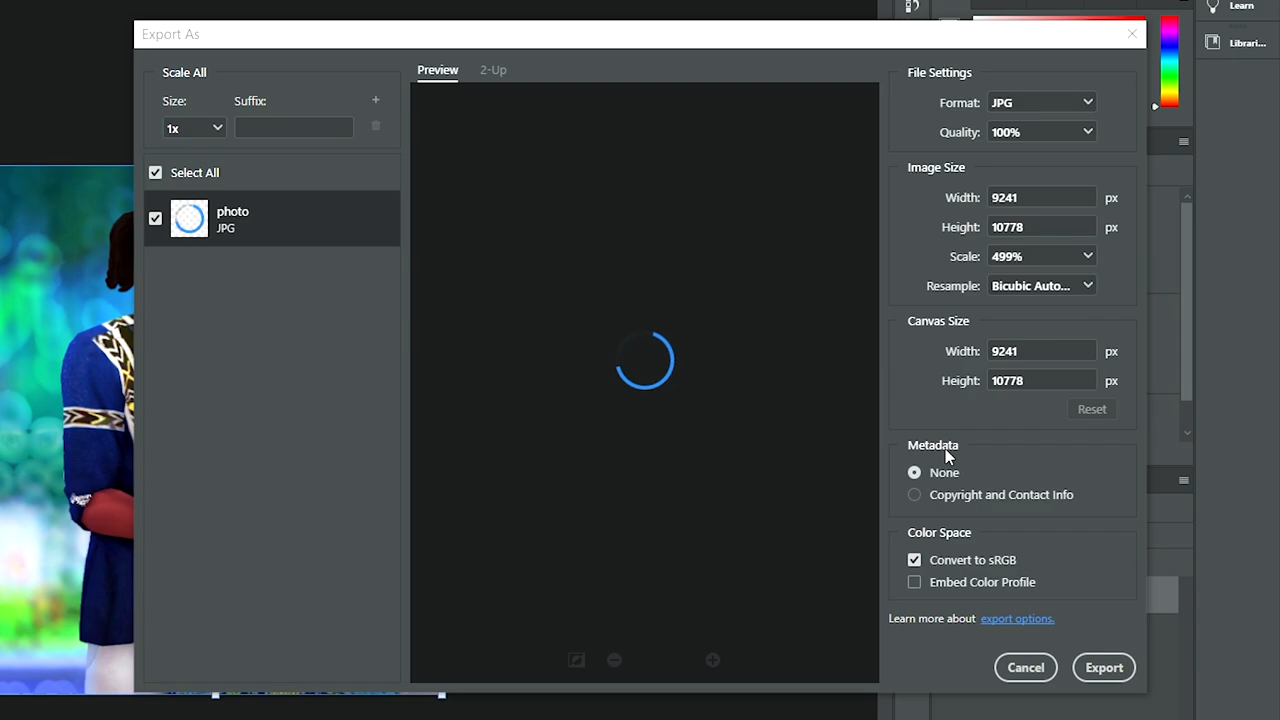 Export As
Learn
Librari...
Scale All
Size:
Suffix:
1x
Select All
photo
JPG
Preview
2-Up
File Settings
Format: JPG
Quality: 100%
Image Size
Width: 9241 px
Height: 10778 px
Scale: 499%
Resample: Bicubic Auto...
Canvas Size
Width: 9241 px
Height: 10778 px
Reset
Metadata
None
Copyright and Contact Info
Color Space
Convert to sRGB
Embed Color Profile
Learn more about export options.
Cancel
Export